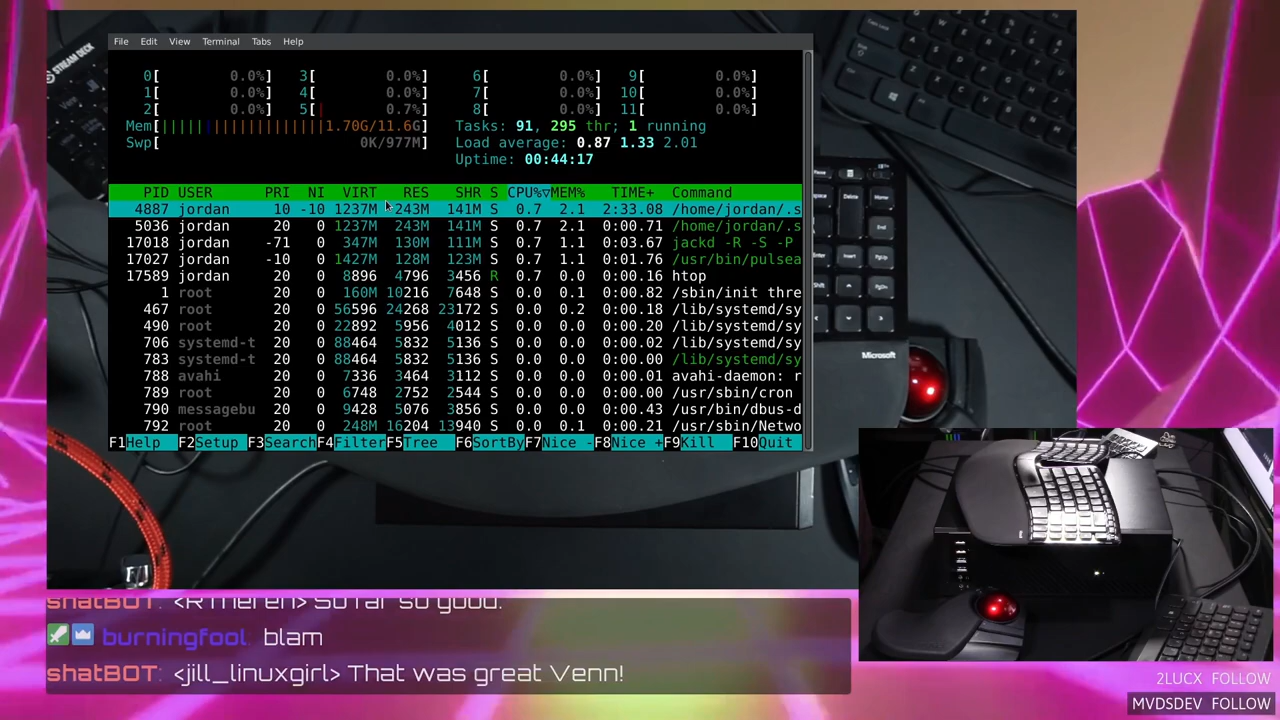 STREAM DECK
File Edit View Terminal Tabs Help
0[ 0.0%] 3[ 0.0%] 6[ 0.0%] 9[ 0.0%]
1[ 0.0%] 4[ 0.0%] 7[ 0.0%] 10[ 0.0%]
2[ 0.0%] 5[| 0.7%] 8[ 0.0%] 11[ 0.0%]
Mem[||||||||||||||||||||||1.70G/11.6G] Tasks: 91, 295 thr; 1 running
Swp[ 0K/977M] Load average: 0.87 1.33 2.01
Uptime: 00:44:17
PID USER PRI NI VIRT RES SHR S CPU%▽MEM% TIME+ Command
4887 jordan 10 -10 1237M 243M 141M S 0.7 2.1 2:33.08 /home/jordan/.s
5036 jordan 20 0 1237M 243M 141M S 0.7 2.1 0:00.71 /home/jordan/.s
17018 jordan -71 0 347M 130M 111M S 0.7 1.1 0:03.67 jackd -R -S -P
17027 jordan -10 0 1427M 128M 123M S 0.7 1.1 0:01.76 /usr/bin/pulsea
17589 jordan 20 0 8896 4796 3456 R 0.7 0.0 0:00.16 htop
1 root 20 0 160M 10216 7648 S 0.0 0.1 0:00.82 /sbin/init thre
467 root 20 0 56596 24268 23172 S 0.0 0.2 0:00.18 /lib/systemd/sy
490 root 20 0 22892 5956 4012 S 0.0 0.0 0:00.20 /lib/systemd/sy
706 systemd-t 20 0 88464 5832 5136 S 0.0 0.0 0:00.02 /lib/systemd/sy
783 systemd-t 20 0 88464 5832 5136 S 0.0 0.0 0:00.00 /lib/systemd/sy
788 avahi 20 0 7336 3464 3112 S 0.0 0.0 0:00.01 avahi-daemon: r
789 root 20 0 6748 2752 2544 S 0.0 0.0 0:00.00 /usr/sbin/cron
790 messagebu 20 0 9428 5076 3856 S 0.0 0.0 0:00.43 /usr/bin/dbus-d
792 root 20 0 248M 16204 13940 S 0.0 0.1 0:00.21 /usr/sbin/Netwo
F1Help F2Setup F3SearchF4FilterF5Tree F6SortByF7Nice -F8Nice +F9Kill F10Quit
Microsoft
shatBOT: <RTheren> So far so good.
burningfool: blam
shatBOT: <jill_linuxgirl> That was great Venn!
2LUCX FOLLOW
MVDSDEV FOLLOW